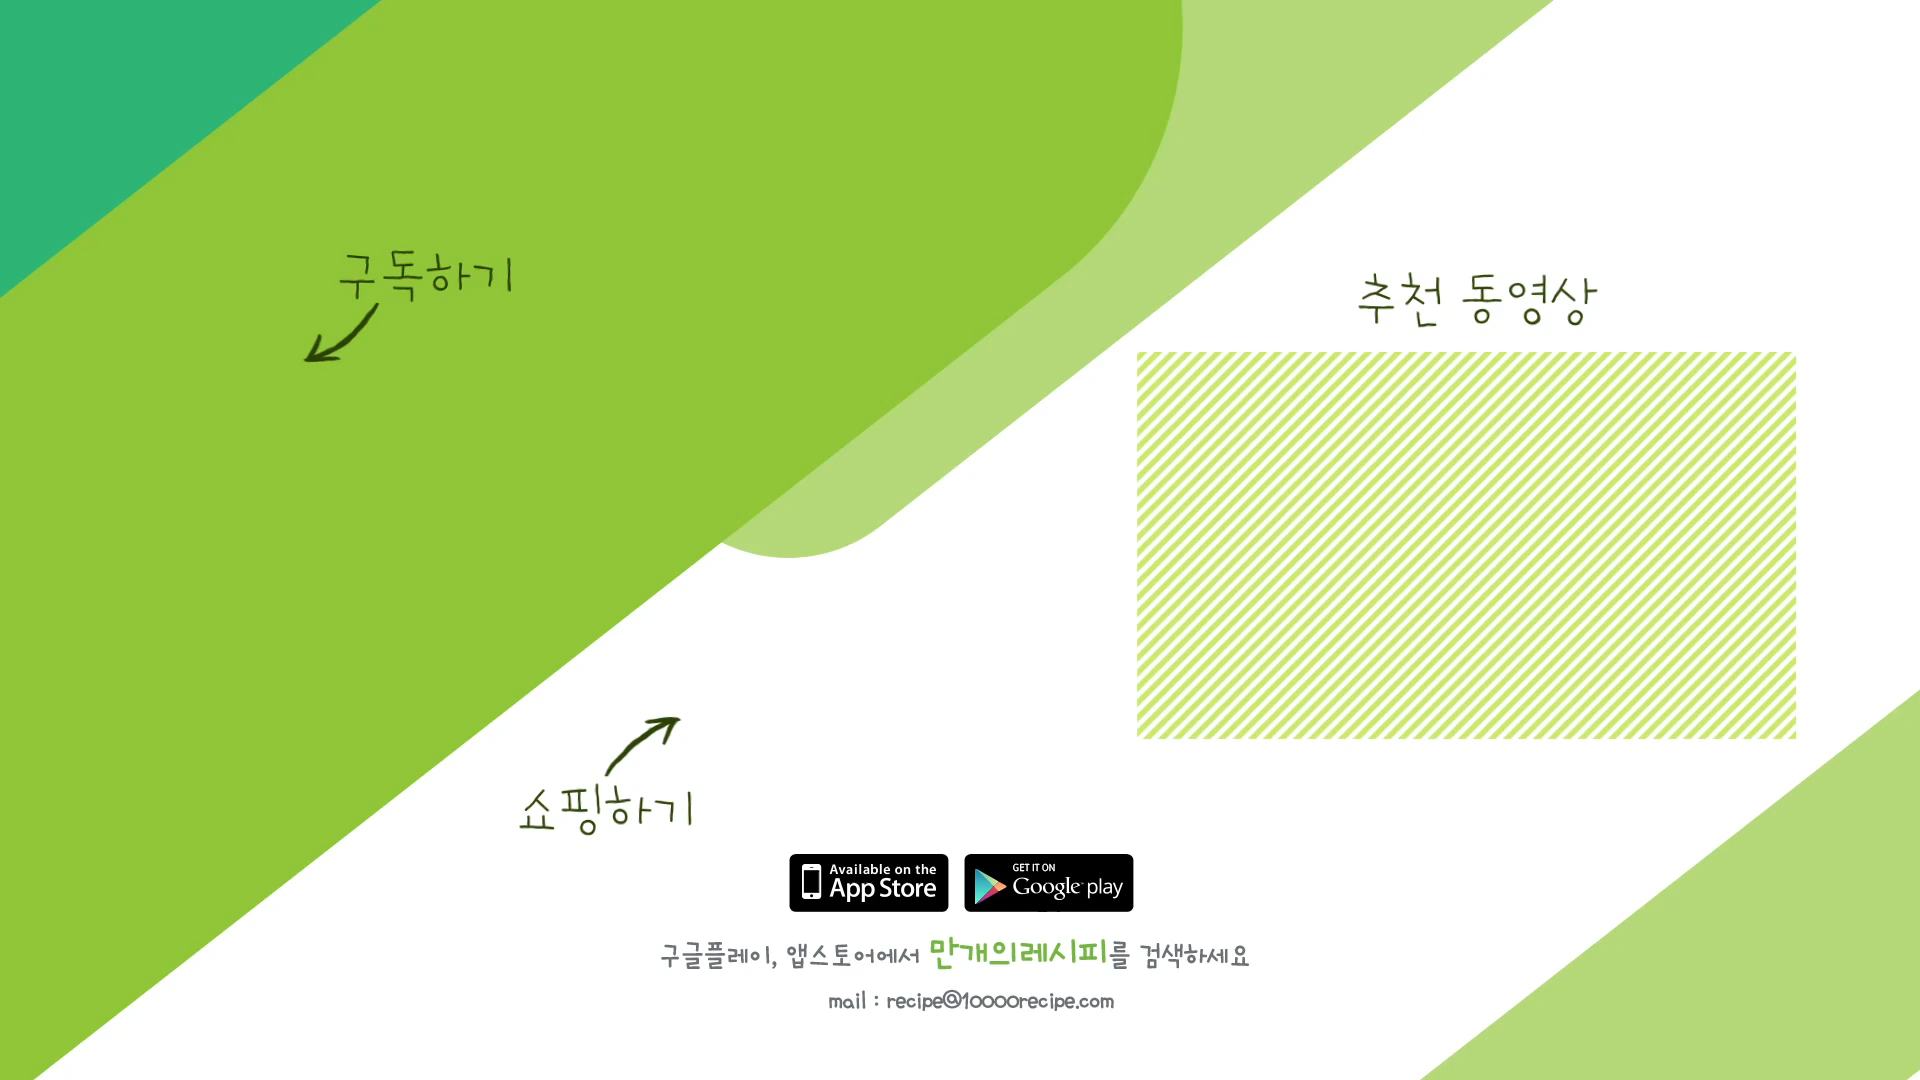 구독하기
추천 동영상
쇼핑하기
Available on the
App Store
GET IT ON
Google play
구글플레이, 앱스토어에서 만개의레시피를 검색하세요
mail : recipe@10000recipe.com